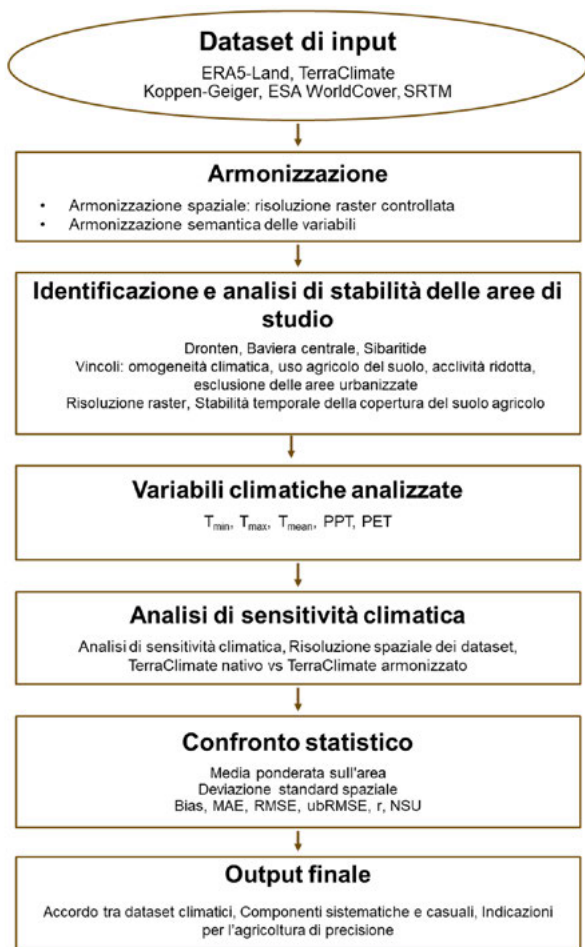 Dataset di input
ERA5-Land, TerraClimate
Koppen-Geiger, ESA WorldCover, SRTM
Armonizzazione
• Armonizzazione spaziale: risoluzione raster controllata
• Armonizzazione semantica delle variabili
Identificazione e analisi di stabilità delle aree di
studio
Dronten, Baviera centrale, Sibaritide
Vincoli: omogeneità climatica, uso agricolo del suolo, acclività ridotta,
esclusione delle aree urbanizzate
Risoluzione raster, Stabilità temporale della copertura del suolo agricolo
Variabili climatiche analizzate
Tmin, Tmax, Tmean, PPT, PET
Analisi di sensitività climatica
Analisi di sensitività climatica, Risoluzione spaziale dei dataset,
TerraClimate nativo vs TerraClimate armonizzato
Confronto statistico
Media ponderata sull'area
Deviazione standard spaziale
Bias, MAE, RMSE, ubRMSE, r, NSU
Output finale
Accordo tra dataset climatici, Componenti sistematiche e casuali, Indicazioni
per l'agricoltura di precisione